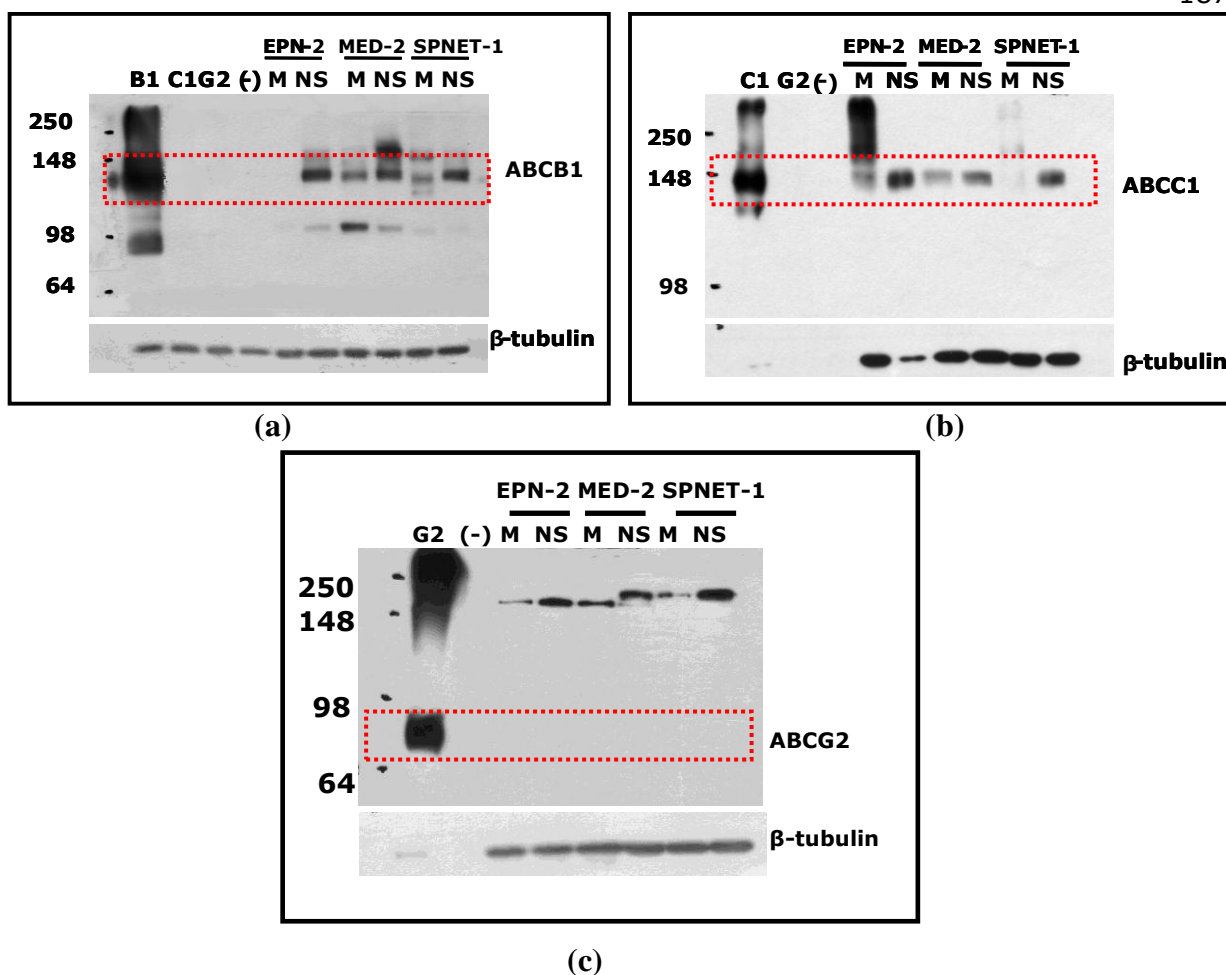 EPN-2 MED-2 SPNET-1
B1 C1 G2 (-) M NS M NS M NS
250
148
ABCB1
98
64
β-tubulin
(a)
EPN-2 MED-2 SPNET-1
C1 G2 (-) M NS M NS M NS
250
148
ABCC1
98
β-tubulin
(b)
EPN-2 MED-2 SPNET-1
G2 (-) M NS M NS M NS
250
148
98
ABCG2
64
β-tubulin
(c)